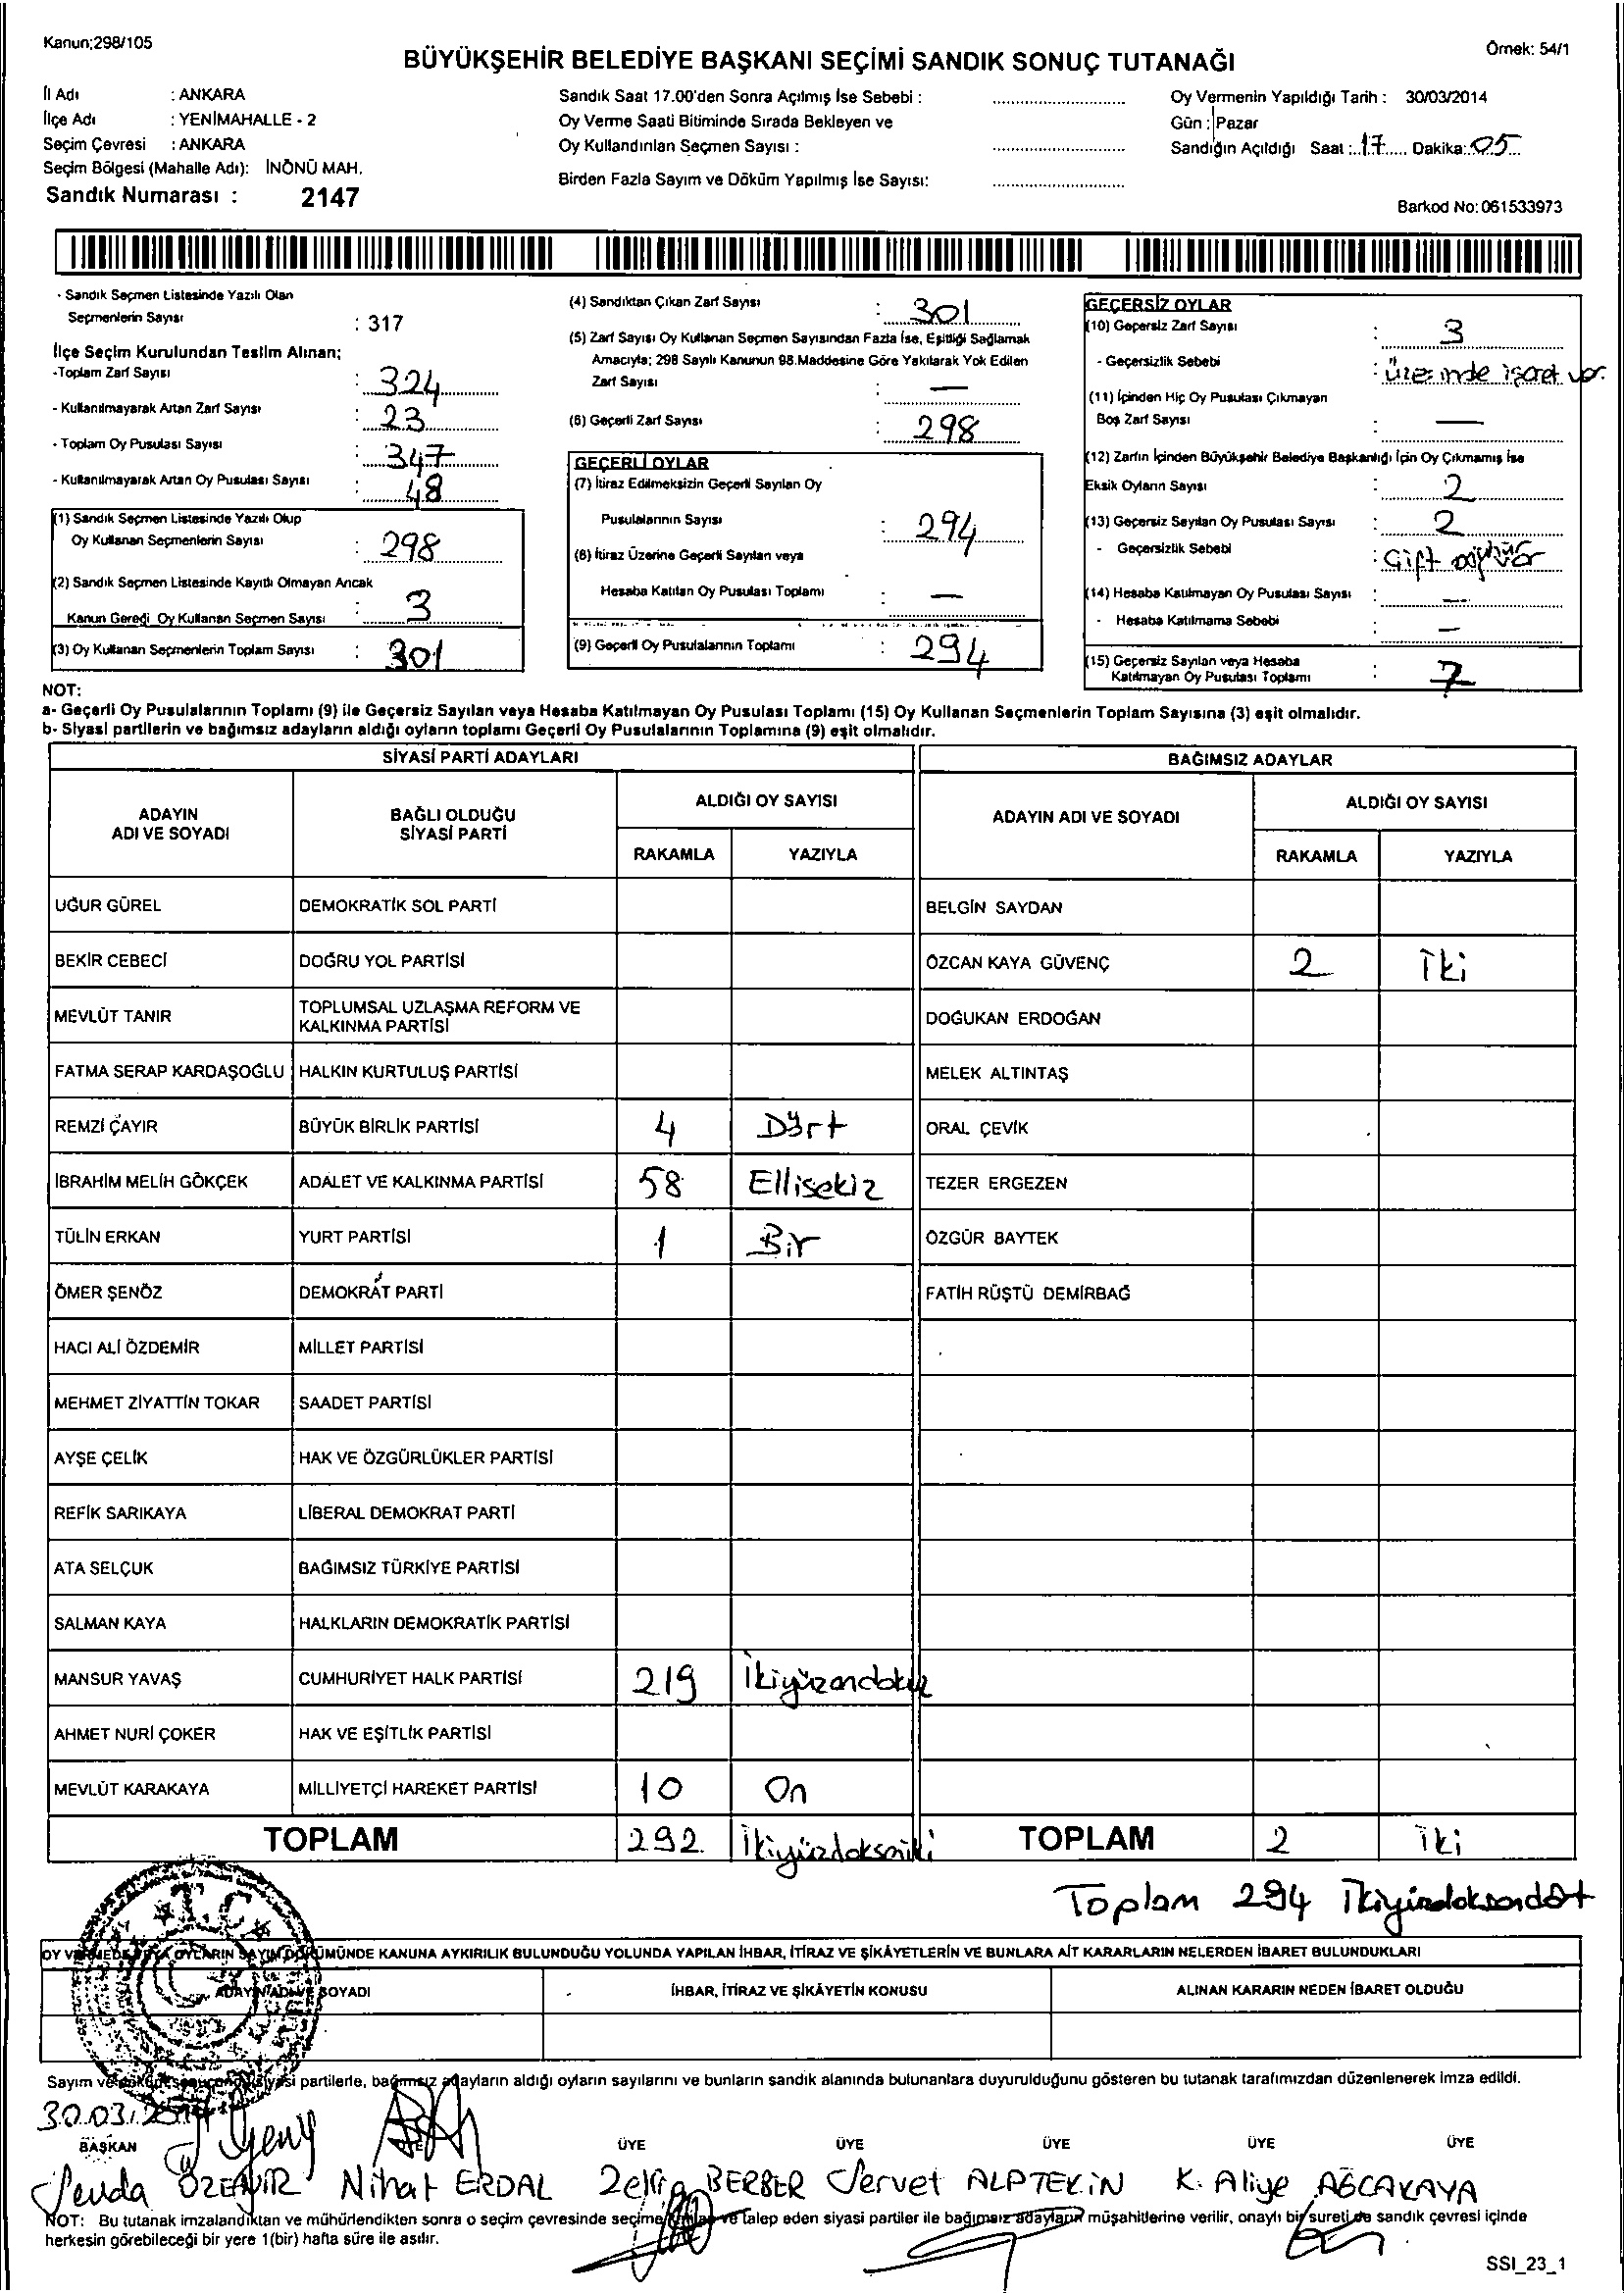 Kanun;298/105
Örnek: 54/1
BÜYÜKŞEHİR BELEDİYE BAŞKANI SEÇİMİ SANDIK SONUÇ TUTANAĞI
İl Adı : ANKARA
İlçe Adı : YENİMAHALLE - 2
Seçim Çevresi : ANKARA
Seçim Bölgesi (Mahalle Adı): İNÖNÜ MAH.
Sandık Numarası : 2147
Sandık Saat 17.00'den Sonra Açılmış İse Sebebi :
Oy Verme Saati Bitiminde Sırada Bekleyen ve
Oy Kullandırılan Seçmen Sayısı :
Birden Fazla Sayım ve Döküm Yapılmış İse Sayısı:
Oy Vermenin Yapıldığı Tarih : 30/03/2014
Gün : Pazar
Sandığın Açıldığı Saat : 17 Dakika: 05
Barkod No: 061533973
- Sandık Seçmen Listesinde Yazılı Olan
Seçmenlerin Sayısı : 317
İlçe Seçim Kurulundan Teslim Alınan;
-Toplam Zarf Sayısı : 324
- Kullanılmayarak Artan Zarf Sayısı : 23
- Toplam Oy Pusulası Sayısı : 347
- Kullanılmayarak Artan Oy Pusulası Sayısı : 48
(1) Sandık Seçmen Listesinde Yazılı Olup
Oy Kullanan Seçmenlerin Sayısı : 298
(2) Sandık Seçmen Listesinde Kayıtlı Olmayan Ancak
Kanun Gereği Oy Kullanan Seçmen Sayısı : 3
(3) Oy Kullanan Seçmenlerin Toplam Sayısı : 301
(4) Sandıktan Çıkan Zarf Sayısı : 301
(5) Zarf Sayısı Oy Kullanan Seçmen Sayısından Fazla İse, Eşitliği Sağlamak
Amacıyla; 298 Sayılı Kanunun 98.Maddesine Göre Yakılarak Yok Edilen
Zarf Sayısı : —
(6) Geçerli Zarf Sayısı : 298
GEÇERLİ OYLAR
(7) İtiraz Edilmeksizin Geçerli Sayılan Oy
Pusulalarının Sayısı : 294
(8) İtiraz Üzerine Geçerli Sayılan veya
Hesaba Katılan Oy Pusulası Toplamı : —
(9) Geçerli Oy Pusulalarının Toplamı : 294
GEÇERSİZ OYLAR
(10) Geçersiz Zarf Sayısı : 3
- Geçersizlik Sebebi : üzerinde işaret var.
(11) İçinden Hiç Oy Pusulası Çıkmayan
Boş Zarf Sayısı : —
(12) Zarfın İçinden Büyükşehir Belediye Başkanlığı İçin Oy Çıkmamış İse
Eksik Oyların Sayısı : 2
(13) Geçersiz Sayılan Oy Pusulası Sayısı : 2
- Geçersizlik Sebebi : Çift mühür
(14) Hesaba Katılmayan Oy Pusulası Sayısı : —
- Hesaba Katılmama Sebebi : —
(15) Geçersiz Sayılan veya Hesaba
Katılmayan Oy Pusulası Toplamı : 7
NOT:
a- Geçerli Oy Pusulalarının Toplamı (9) ile Geçersiz Sayılan veya Hesaba Katılmayan Oy Pusulası Toplamı (15) Oy Kullanan Seçmenlerin Toplam Sayısına (3) eşit olmalıdır.
b- Siyasi partilerin ve bağımsız adayların aldığı oyların toplamı Geçerli Oy Pusulalarının Toplamına (9) eşit olmalıdır.
SİYASİ PARTİ ADAYLARI
BAĞIMSIZ ADAYLAR
ADAYIN ADI VE SOYADI
BAĞLI OLDUĞU SİYASİ PARTİ
ALDIĞI OY SAYISI
RAKAMLA YAZIYLA
ADAYIN ADI VE SOYADI
ALDIĞI OY SAYISI
RAKAMLA YAZIYLA
UĞUR GÜREL DEMOKRATİK SOL PARTİ BELGİN SAYDAN
BEKİR CEBECİ DOĞRU YOL PARTİSİ ÖZCAN KAYA GÜVENÇ 2 İki
MEVLÜT TANIR TOPLUMSAL UZLAŞMA REFORM VE KALKINMA PARTİSİ DOĞUKAN ERDOĞAN
FATMA SERAP KARDAŞOĞLU HALKIN KURTULUŞ PARTİSİ MELEK ALTINTAŞ
REMZİ ÇAYIR BÜYÜK BİRLİK PARTİSİ 4 Dört ORAL ÇEVİK
İBRAHİM MELİH GÖKÇEK ADALET VE KALKINMA PARTİSİ 58 Ellisekiz TEZER ERGEZEN
TÜLİN ERKAN YURT PARTİSİ 1 Bir ÖZGÜR BAYTEK
ÖMER ŞENÖZ DEMOKRAT PARTİ FATİH RÜŞTÜ DEMİRBAĞ
HACI ALİ ÖZDEMİR MİLLET PARTİSİ
MEHMET ZİYATTİN TOKAR SAADET PARTİSİ
AYŞE ÇELİK HAK VE ÖZGÜRLÜKLER PARTİSİ
REFİK SARIKAYA LİBERAL DEMOKRAT PARTİ
ATA SELÇUK BAĞIMSIZ TÜRKİYE PARTİSİ
SALMAN KAYA HALKLARIN DEMOKRATİK PARTİSİ
MANSUR YAVAŞ CUMHURİYET HALK PARTİSİ 219 İkiyüzondokuz
AHMET NURİ ÇOKER HAK VE EŞİTLİK PARTİSİ
MEVLÜT KARAKAYA MİLLİYETÇİ HAREKET PARTİSİ 10 On
TOPLAM 292 İkiyüzdoksaniki TOPLAM 2 İki
Toplam 294 İkiyüzdoksandört
OY VERMEDE VEYA OYLARIN SAYIM DÖKÜMÜNDE KANUNA AYKIRILIK BULUNDUĞU YOLUNDA YAPILAN İHBAR, İTİRAZ VE ŞİKÂYETLERİN VE BUNLARA AİT KARARLARIN NELERDEN İBARET BULUNDUKLARI
ADAYIN ADI VE SOYADI İHBAR, İTİRAZ VE ŞİKÂYETİN KONUSU ALINAN KARARIN NEDEN İBARET OLDUĞU
T.C.
Sayım ve döküm sonucunda siyasi partilerle, bağımsız adayların aldığı oyların sayılarını ve bunların sandık alanında bulunanlara duyurulduğunu gösteren bu tutanak tarafımızdan düzenlenerek imza edildi.
30.03.2014
BAŞKAN ÜYE ÜYE ÜYE ÜYE ÜYE
Sevda Nihat ERDAL BERBER Servet ALPTEKİN K. Aliye AĞCAKAYA
NOT: Bu tutanak imzalandıktan ve mühürlendikten sonra o seçim çevresinde seçime katılan ve talep eden siyasi partiler ile bağımsız adayların müşahitlerine verilir, onaylı bir sureti de sandık çevresi içinde
herkesin görebileceği bir yere 1(bir) hafta süre ile asılır.
SSI_23_1